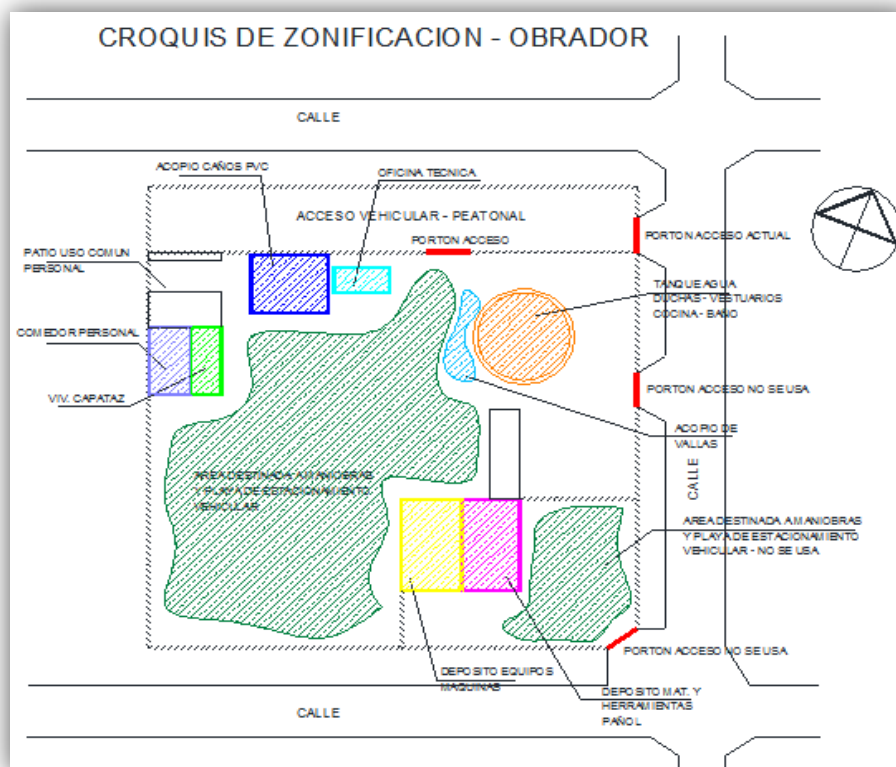 CROQUIS DE ZONIFICACION - OBRADOR
CALLE
ACOPIO CAÑOS PVC
OFICINA TECNICA
ACCESO VEHICULAR - PEATONAL
PORTON ACCESO
PORTON ACCESO ACTUAL
PATIO USO COMUN
PERSONAL
TANQUE AGUA
DUCHAS - VESTUARIOS
COCINA - BAÑO
COMEDOR PERSONAL
VIV. CAPATAZ
PORTON ACCESO NO SE USA
ACOPIO DE
VALLAS
CALLE
AREA DESTINADA A MANIOBRAS
Y PLAYA DE ESTACIONAMIENTO
VEHICULAR
AREA DESTINADA A MANIOBRAS
Y PLAYA DE ESTACIONAMIENTO
VEHICULAR - NO SE USA
PORTON ACCESO NO SE USA
DEPOSITO EQUIPOS
MAQUINAS
DEPOSITO MAT. Y
HERRAMIENTAS
PAÑOL
CALLE